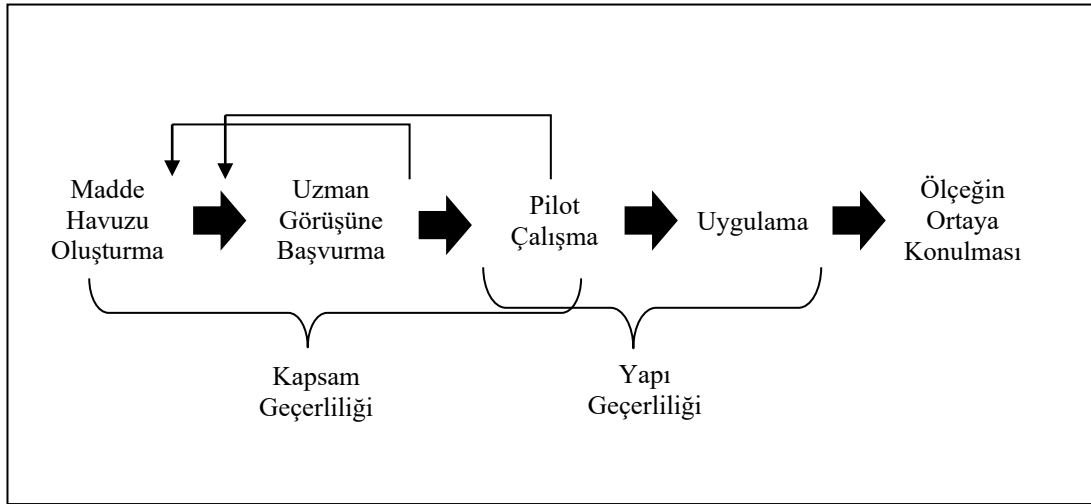 Madde
Havuzu
Oluşturma
Uzman
Görüşüne
Başvurma
Pilot
Çalışma
Uygulama
Ölçeğin
Ortaya
Konulması
Kapsam
Geçerliliği
Yapı
Geçerliliği